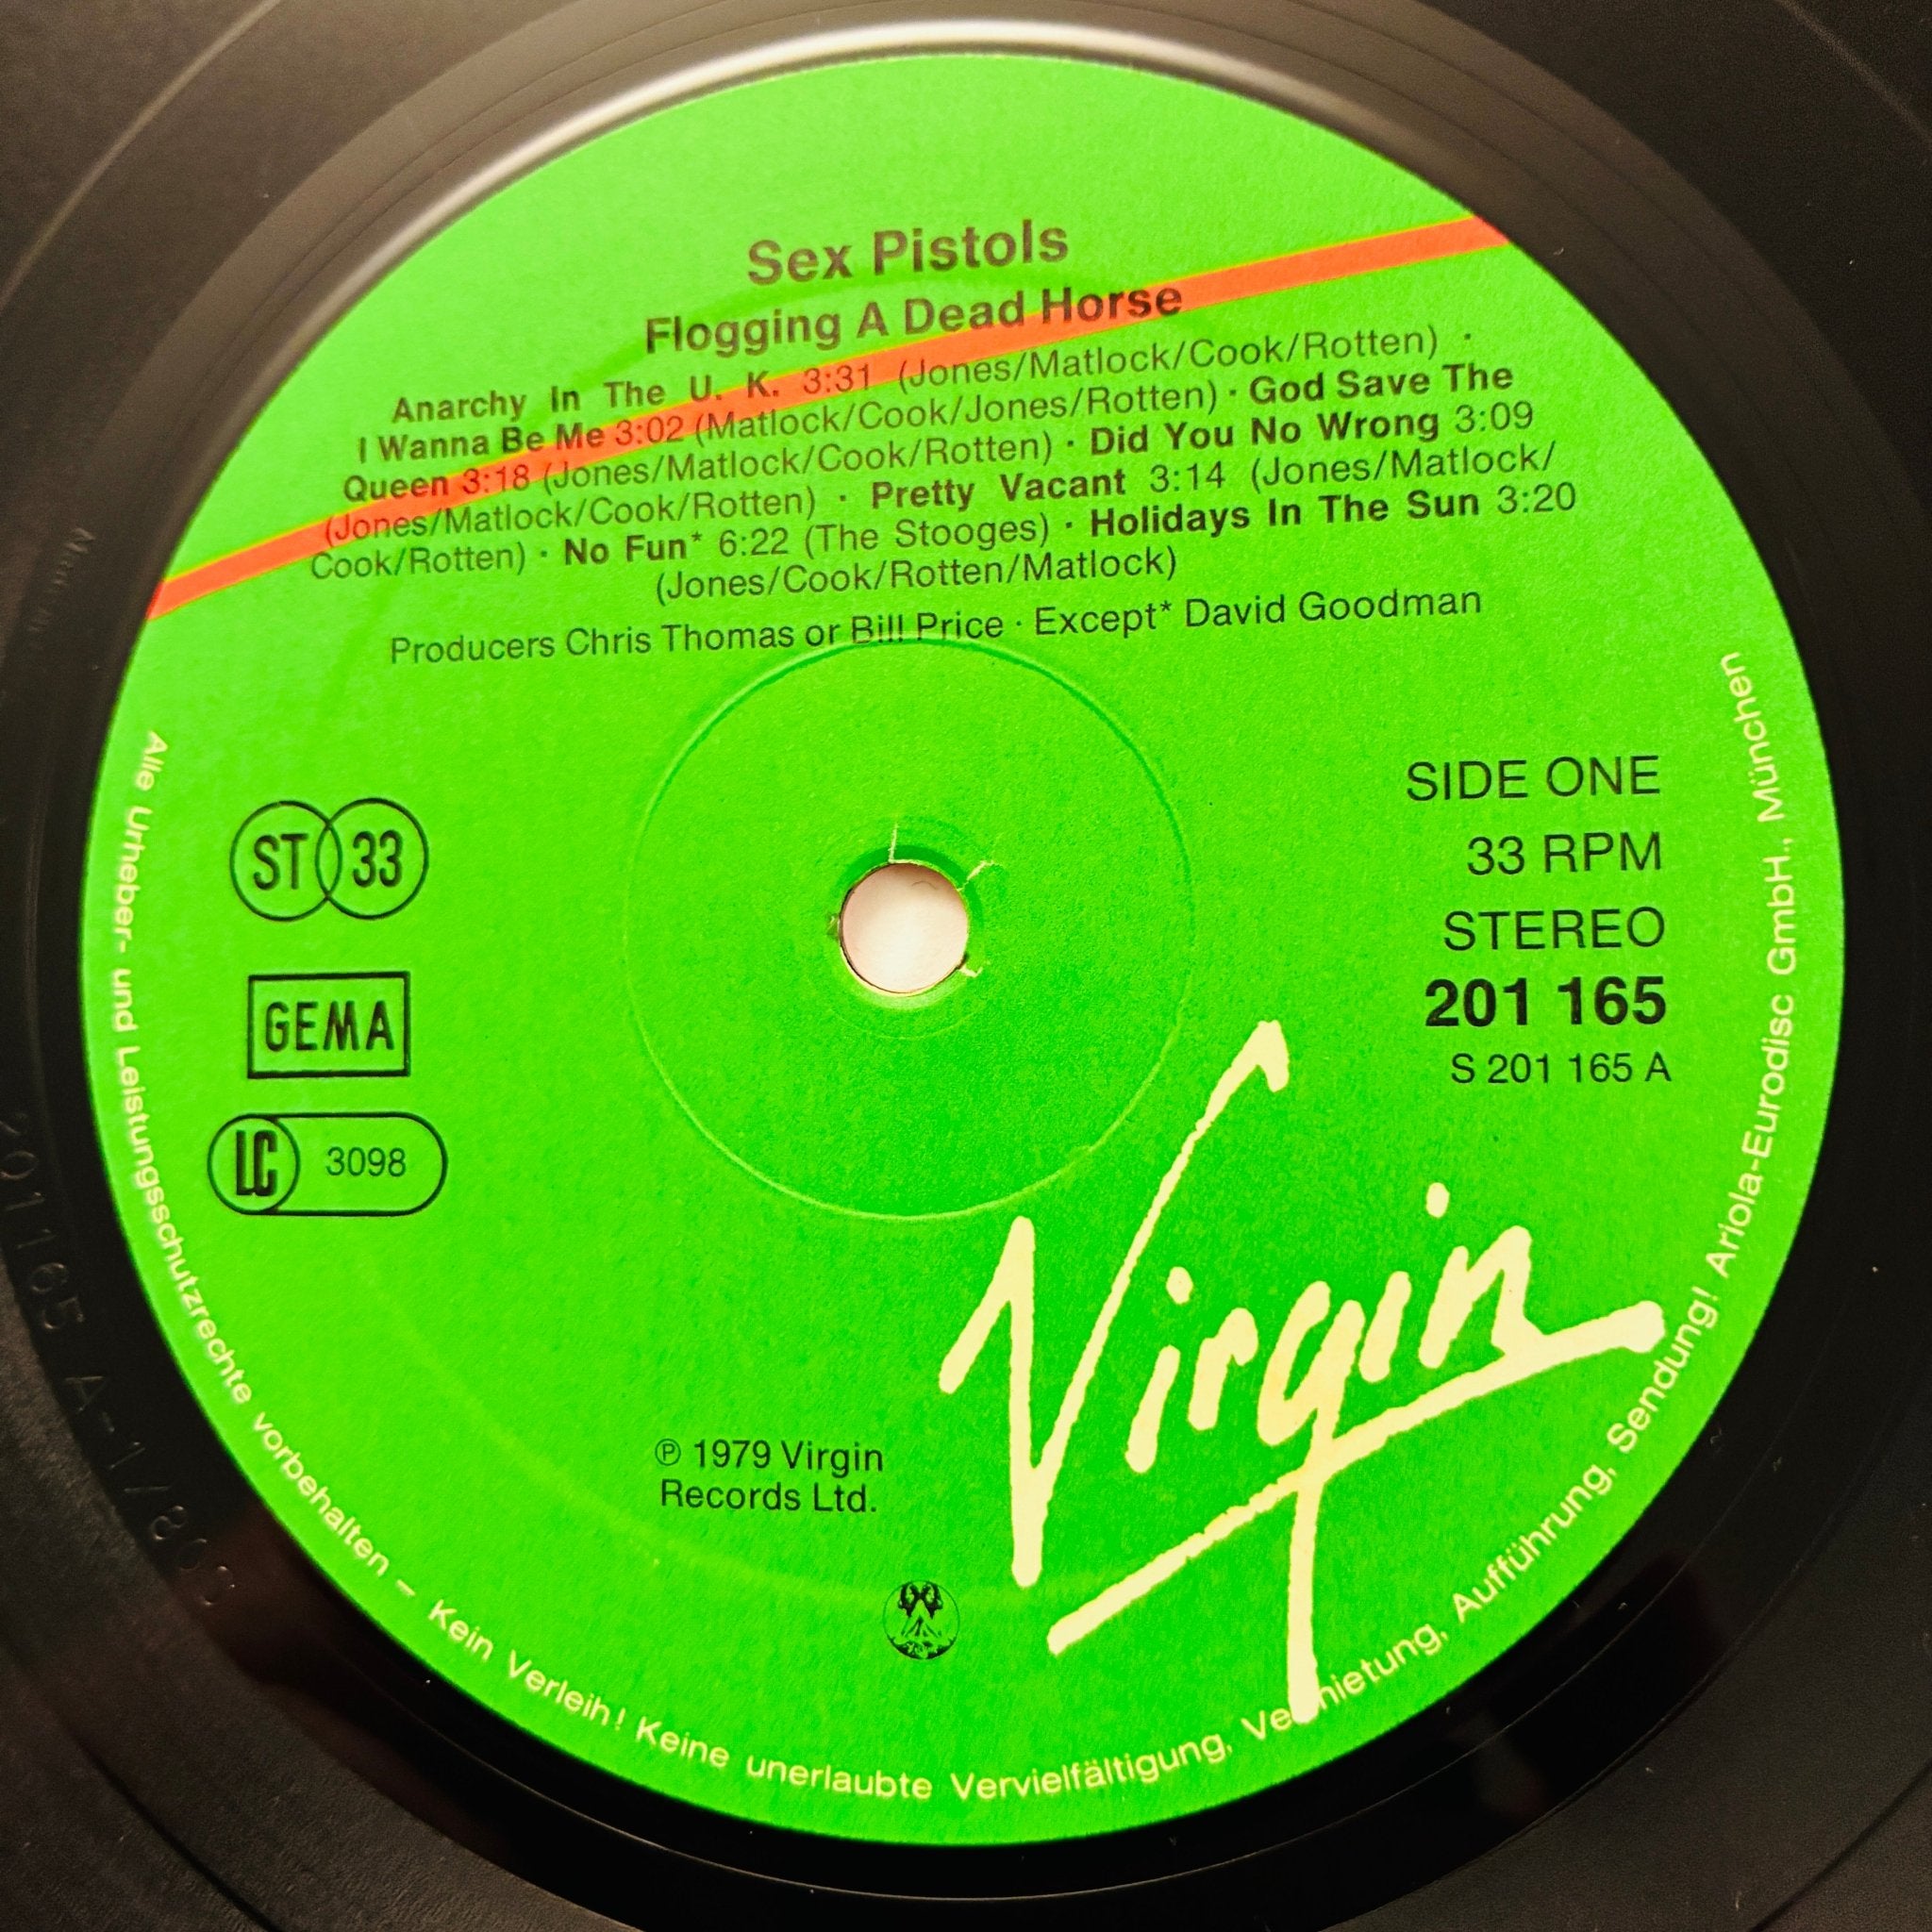 Sex Pistols
Flogging A Dead Horse
Anarchy In The U. K. 3:31 (Jones/Matlock/Cook/Rotten) ·
I Wanna Be Me 3:02 (Matlock/Cook/Jones/Rotten) · God Save The
Queen 3:18 (Jones/Matlock/Cook/Rotten) · Did You No Wrong 3:09
(Jones/Matlock/Cook/Rotten) · Pretty Vacant 3:14 (Jones/Matlock/
Cook/Rotten) · No Fun* 6:22 (The Stooges) · Holidays In The Sun 3:20
(Jones/Cook/Rotten/Matlock)
Producers Chris Thomas or Bill Price · Except* David Goodman
ST 33
GEMA
LC 3098
SIDE ONE
33 RPM
STEREO
201 165
S 201 165 A
Virgin
℗ 1979 Virgin
Records Ltd.
Alle Urheber- und Leistungsschutzrechte vorbehalten – Kein Verleih! Keine unerlaubte Vervielfältigung, Vermietung, Aufführung, Sendung! Ariola-Eurodisc GmbH., München